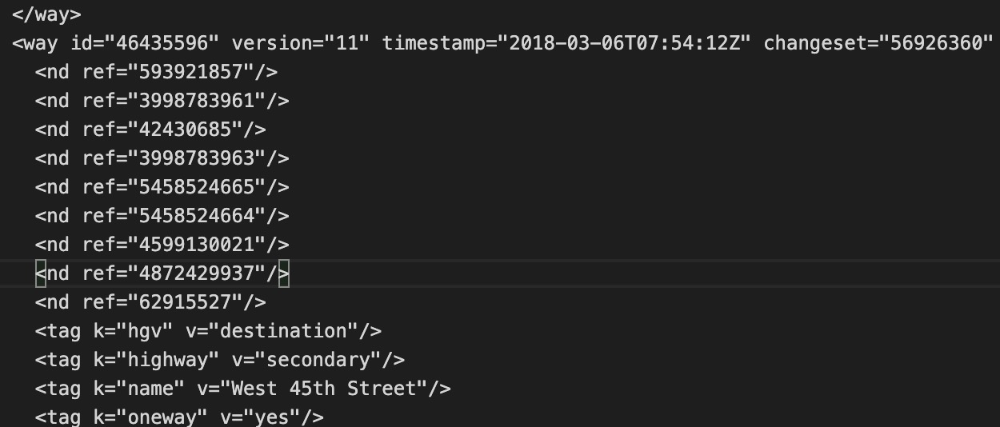 </way>
<way id="46435596" version="11" timestamp="2018-03-06T07:54:12Z" changeset="56926360"
<nd ref="593921857"/>
<nd ref="3998783961"/>
<nd ref="42430685"/>
<nd ref="3998783963"/>
<nd ref="5458524665"/>
<nd ref="5458524664"/>
<nd ref="4599130021"/>
<nd ref="4872429937"/>
<nd ref="62915527"/>
<tag k="hgv" v="destination"/>
<tag k="highway" v="secondary"/>
<tag k="name" v="West 45th Street"/>
<tag k="oneway" v="yes"/>